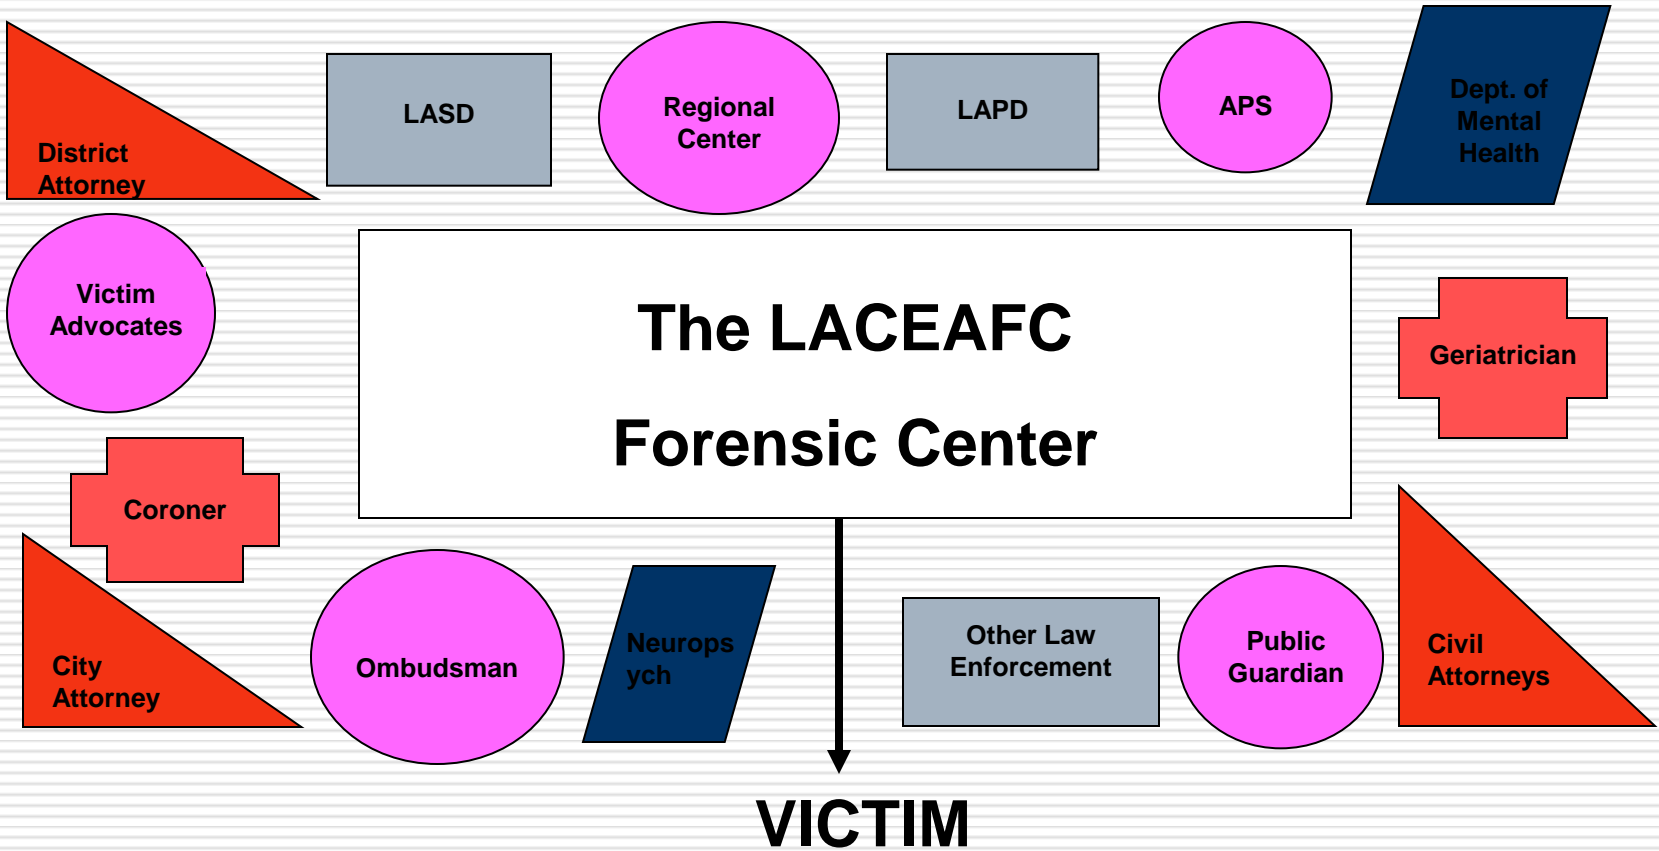 District
Attorney
LASD
Regional
Center
LAPD
APS
Dept. of
Mental
Health
Victim
Advocates
The LACEAFC
Forensic Center
Geriatrician
Coroner
City
Attorney
Ombudsman
Neurops
ych
Other Law
Enforcement
Public
Guardian
Civil
Attorneys
VICTIM